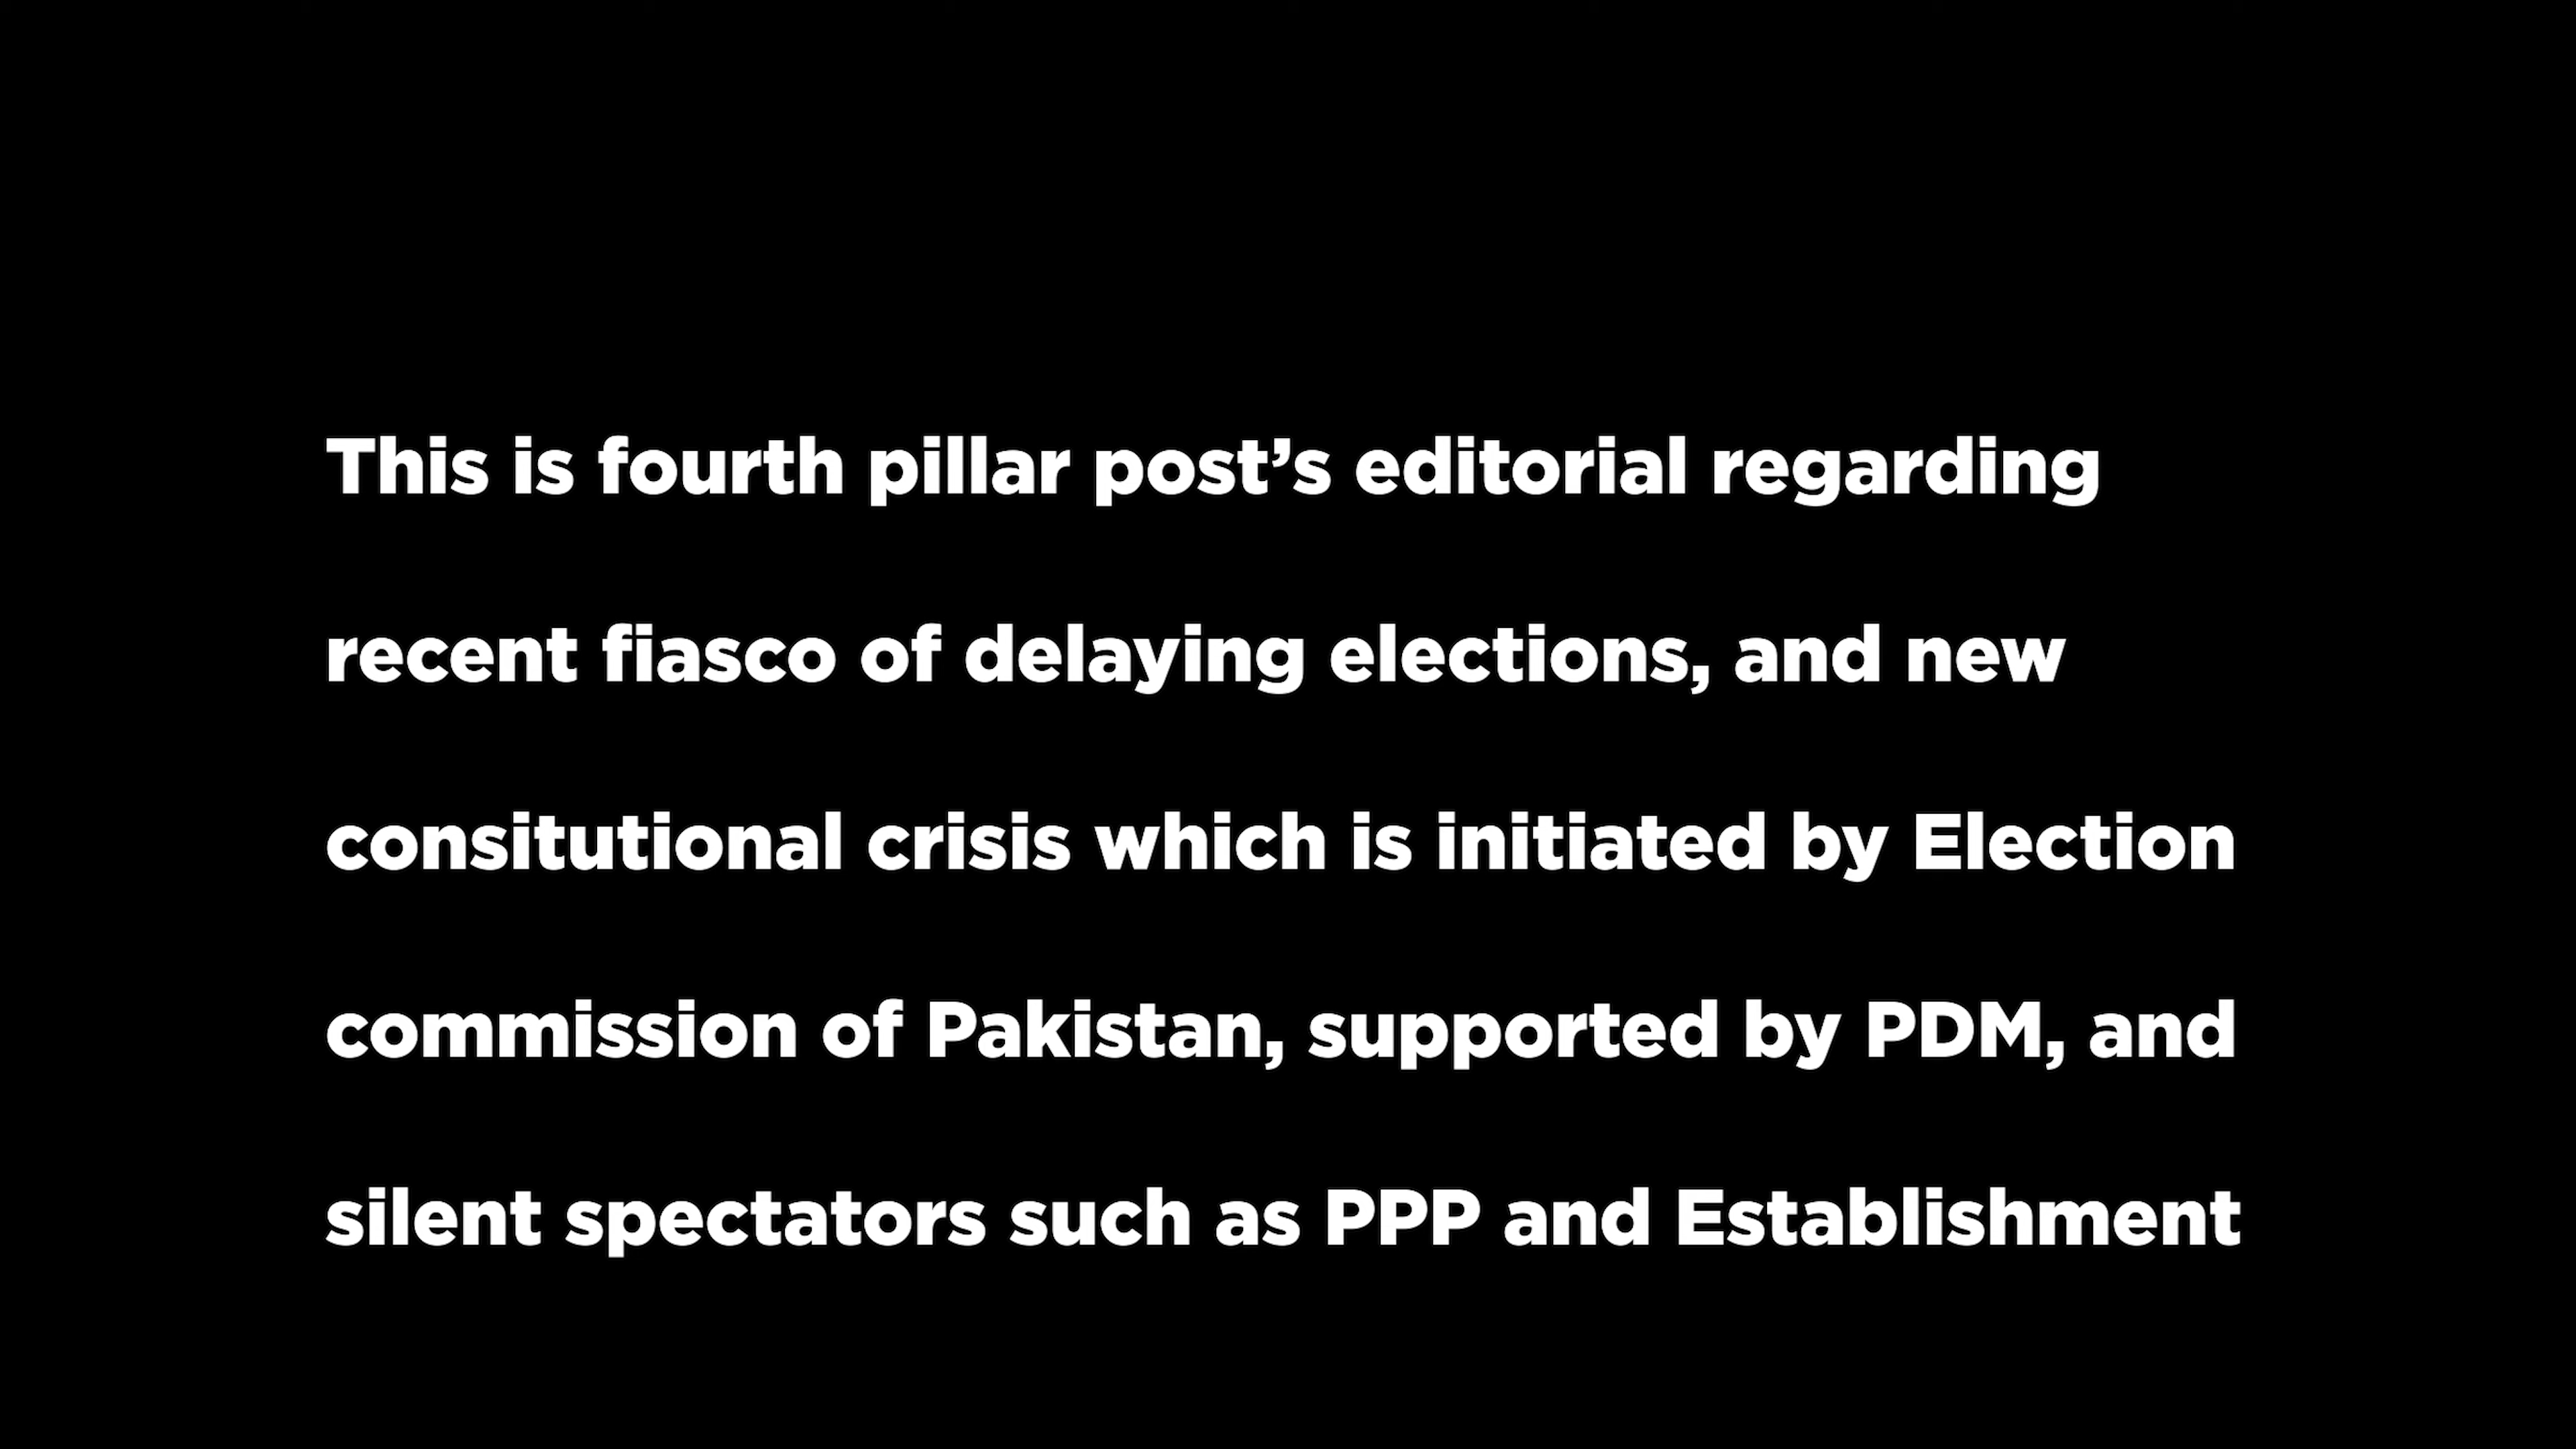 This is fourth pillar post’s editorial regarding
recent fiasco of delaying elections, and new
consitutional crisis which is initiated by Election
commission of Pakistan, supported by PDM, and
silent spectators such as PPP and Establishment